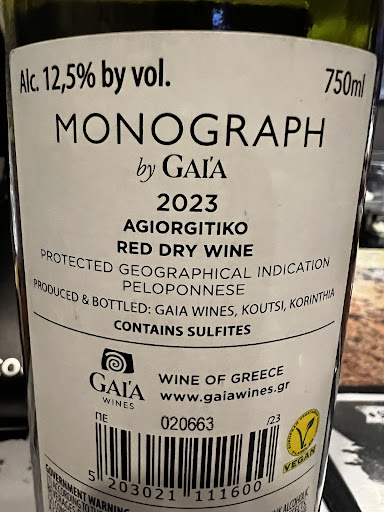 Alc. 12,5% by vol. 750ml
MONOGRAPH
by GAI'A
2023
AGIORGITIKO
RED DRY WINE
PROTECTED GEOGRAPHICAL INDICATION
PELOPONNESE
PRODUCED & BOTTLED: GAIA WINES, KOUTSI, KORINTHIA
CONTAINS SULFITES
GAI'A
WINES
WINE OF GREECE
www.gaiawines.gr
ΠΕ 020663 /23
5 203021 111600
VEGAN
GOVERNMENT WARNING